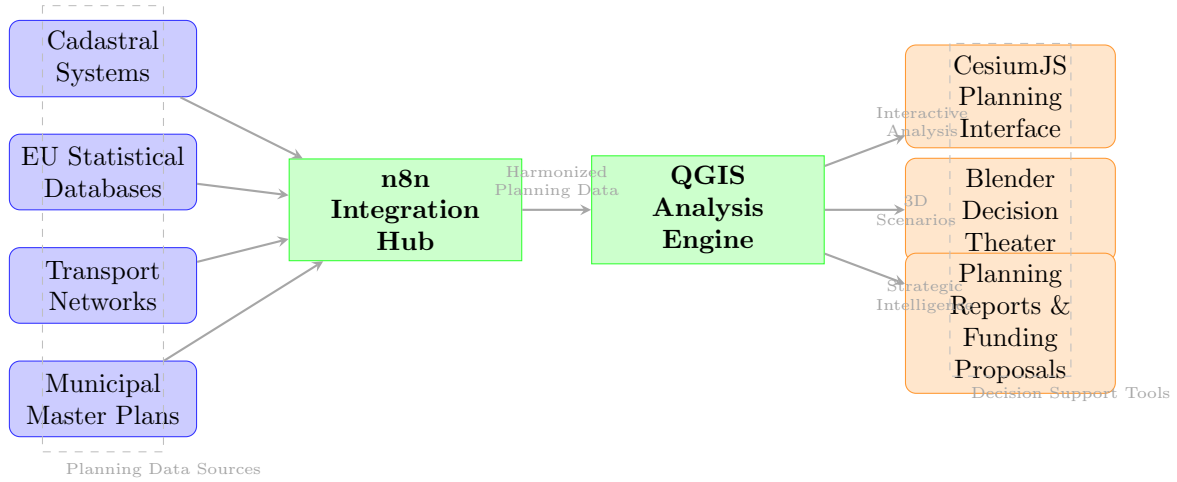 Cadastral
Systems
EU Statistical
Databases
Transport
Networks
Municipal
Master Plans
Planning Data Sources
n8n
Integration
Hub
Harmonized
Planning Data
QGIS
Analysis
Engine
Interactive
Analysis
3D
Scenarios
Strategic
Intelligence
CesiumJS
Planning
Interface
Blender
Decision
Theater
Planning
Reports &
Funding
Proposals
Decision Support Tools